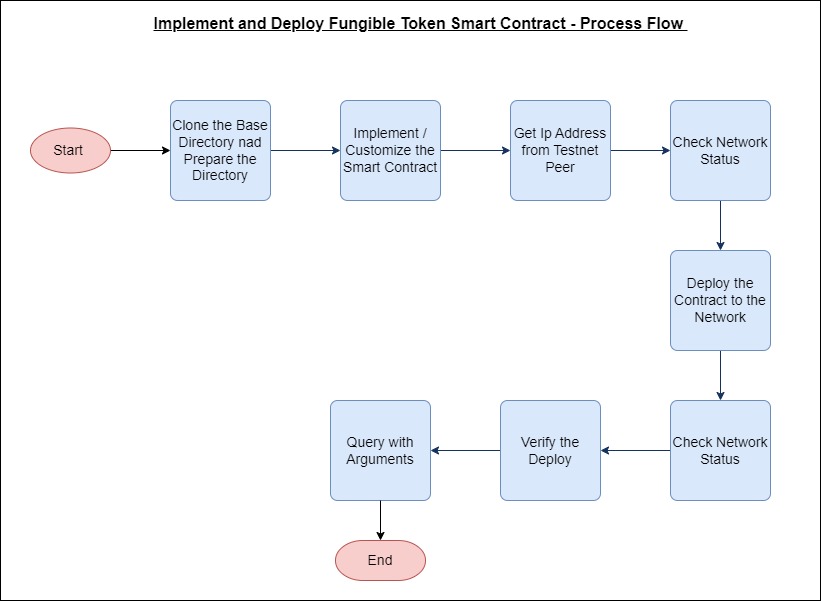 Implement and Deploy Fungible Token Smart Contract - Process Flow
Start
Clone the Base
Directory nad
Prepare the
Directory
Implement /
Customize the
Smart Contract
Get Ip Address
from Testnet
Peer
Check Network
Status
Deploy the
Contract to the
Network
Check Network
Status
Verify the
Deploy
Query with
Arguments
End